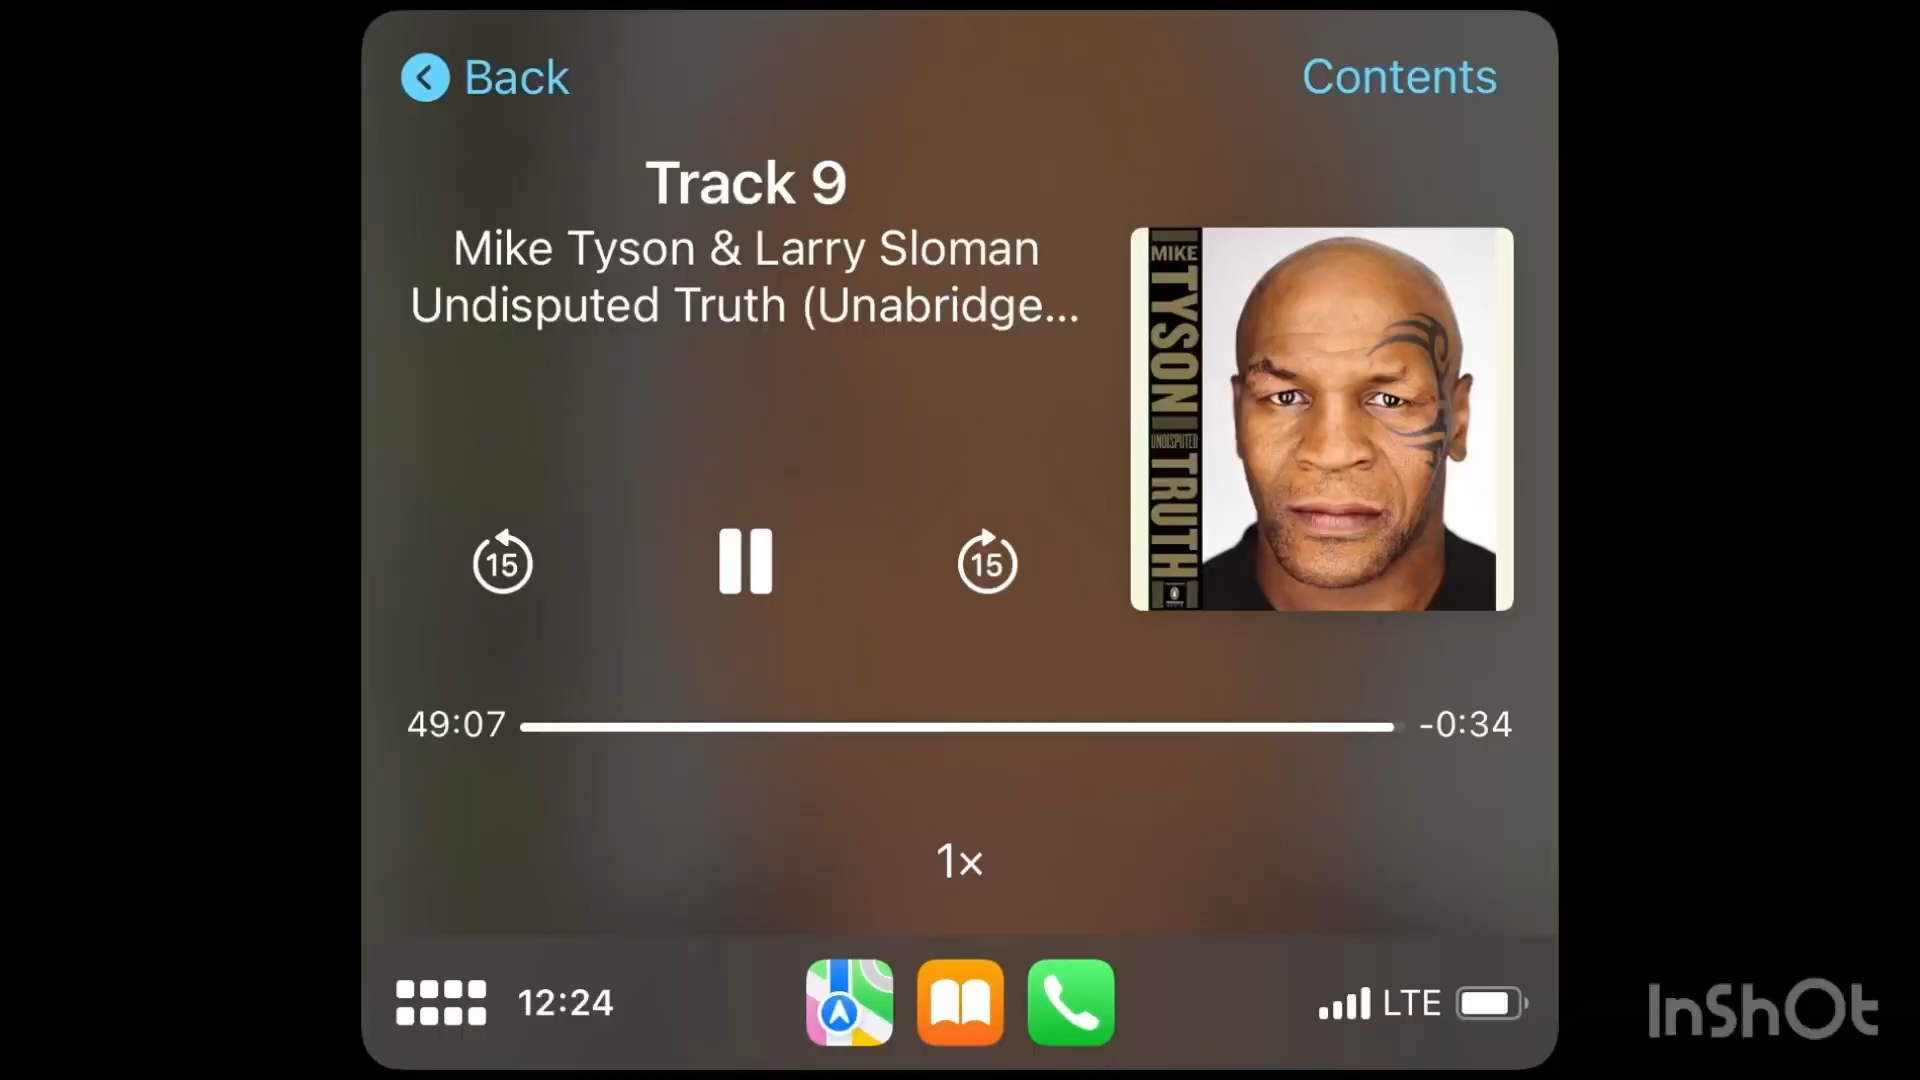 Back
Contents
Track 9
Mike Tyson & Larry Sloman
Undisputed Truth (Unabridge...
MIKE
TYSON
UNDISPUTED
TRUTH
15
15
49:07
-0:34
1×
12:24
LTE
InShOt